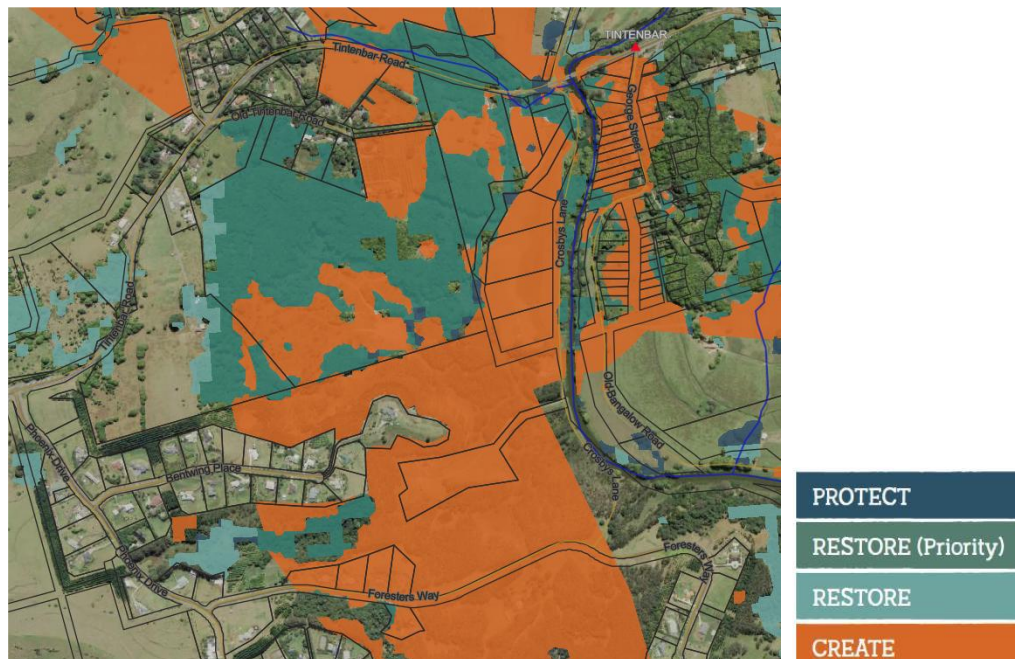 TINTENBAR
Tintenbar Road
George Street
Old Tintenbar Road
Crosbys Lane
Tintenbar Road
Old Bangalow Road
Phoenix Drive
Bentwing Place
Crosbys Lane
Phoenix Drive
Foresters Way
Foresters Way
PROTECT
RESTORE (Priority)
RESTORE
CREATE